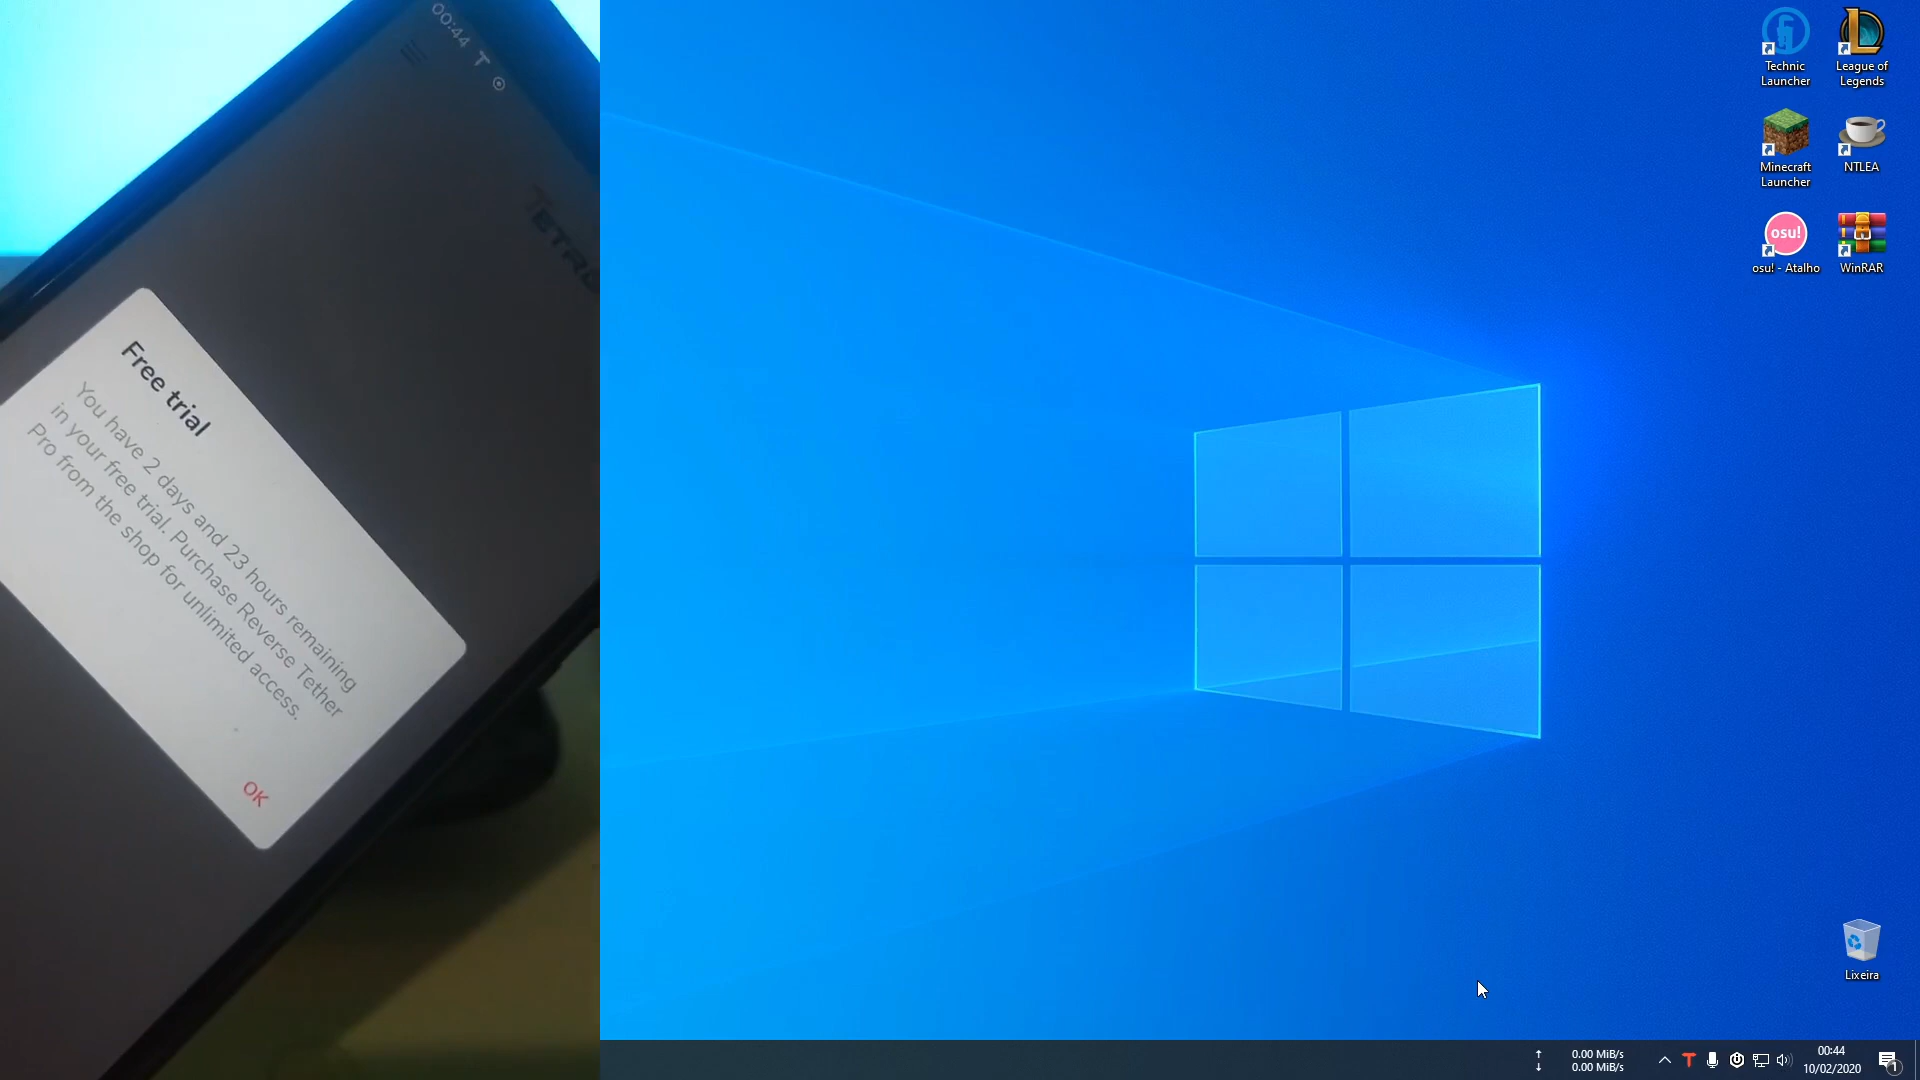 00:44
TETR
Free trial
You have 2 days and 23 hours remaining
in your free trial. Purchase Reverse Tether
Pro from the shop for unlimited access.
OK
Technic
Launcher
League of
Legends
Minecraft
Launcher
NTLEA
osu!
osu! - Atalho
WinRAR
Lixeira
0.00 MiB/s
0.00 MiB/s
T
00:44
10/02/2020
1